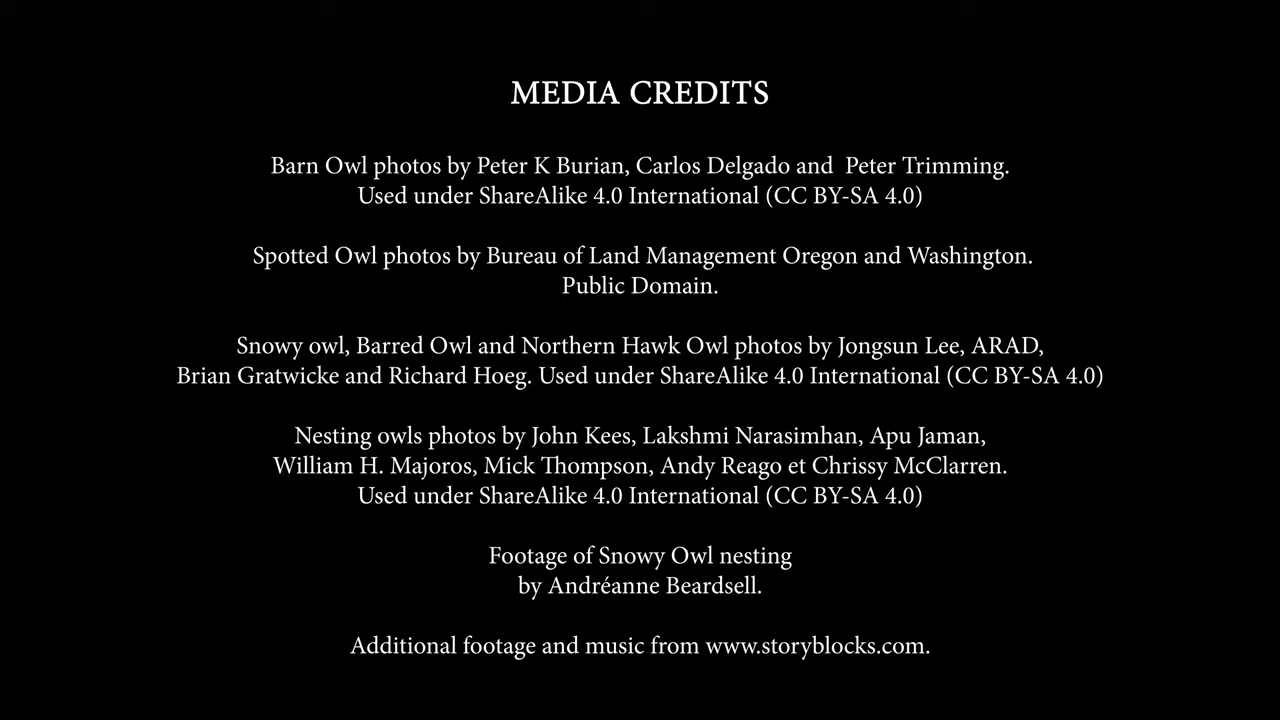 MEDIA CREDITS
Barn Owl photos by Peter K Burian, Carlos Delgado and  Peter Trimming.
Used under ShareAlike 4.0 International (CC BY-SA 4.0)
Spotted Owl photos by Bureau of Land Management Oregon and Washington.
Public Domain.
Snowy owl, Barred Owl and Northern Hawk Owl photos by Jongsun Lee, ARAD,
Brian Gratwicke and Richard Hoeg. Used under ShareAlike 4.0 International (CC BY-SA 4.0)
Nesting owls photos by John Kees, Lakshmi Narasimhan, Apu Jaman,
William H. Majoros, Mick Thompson, Andy Reago et Chrissy McClarren.
Used under ShareAlike 4.0 International (CC BY-SA 4.0)
Footage of Snowy Owl nesting
by Andréanne Beardsell.
Additional footage and music from www.storyblocks.com.